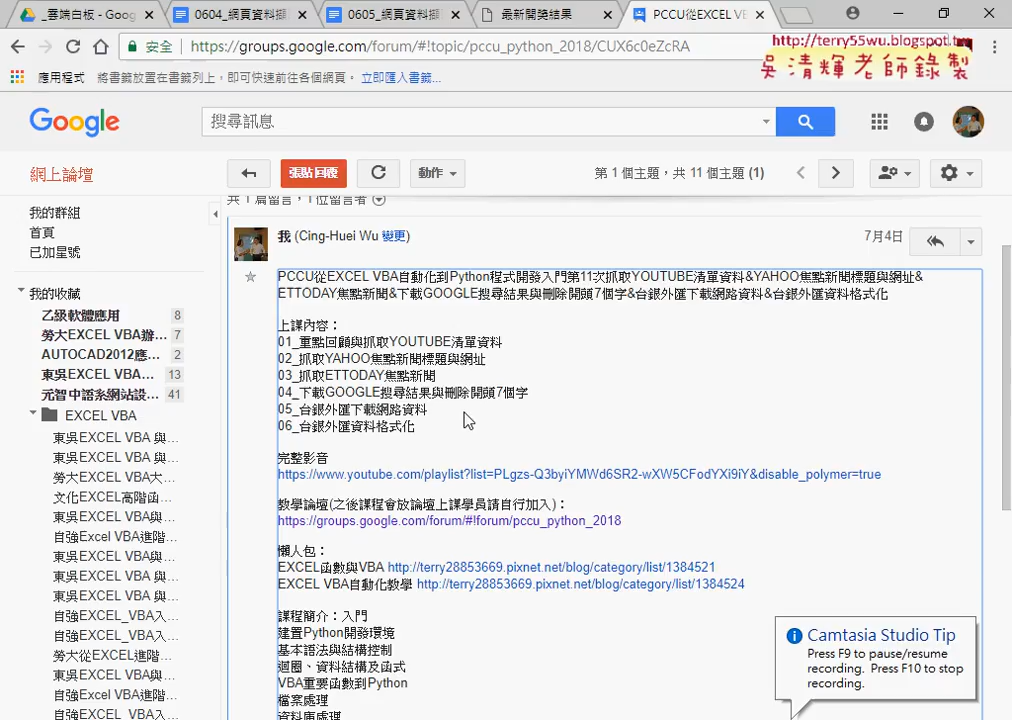 _雲端白板 - Goo
0604_網頁資料擷
0605_網頁資料擷
最新開獎結果
PCCU從EXCEL VB
安全 https://groups.google.com/forum/#!topic/pccu_python_2018/CUX6c0eZcRA
http://terry55wu.blogspot.tw
吳清輝老師錄製
應用程式 將書籤放置在書籤列上，即可快速前往各個網頁。 立即匯入書籤...
Google
搜尋訊息
網上論壇
張貼回覆
動作
第 1 個主題，共 11 個主題 (1)
我的群組
首頁
已加星號
我的收藏
乙級軟體應用 8
勞大EXCEL VBA辦... 7
AUTOCAD2012應... 2
東吳EXCEL VBA... 13
元智中語系網站設... 41
EXCEL VBA
東吳EXCEL VBA 與...
東吳EXCEL VBA 與...
勞大EXCEL VBA大...
文化EXCEL高階函...
東吳EXCEL VBA與...
自強Excel VBA進階...
東吳EXCEL VBA與...
東吳EXCEL VBA與...
自強EXCEL_VBA入...
自強EXCEL_VBA入...
勞大從EXCEL進階...
東吳EXCEL VBA與...
自強Excel VBA進階...
自強EXCEL_VBA入...
共 1 篇留言，1位留言者
我 (Cing-Huei Wu 變更)
7月4日
PCCU從EXCEL VBA自動化到Python程式開發入門第11次抓取YOUTUBE清單資料&YAHOO焦點新聞標題與網址&
ETTODAY焦點新聞&下載GOOGLE搜尋結果與刪除開頭7個字&台銀外匯下載網路資料&台銀外匯資料格式化
上課內容：
01_重點回顧與抓取YOUTUBE清單資料
02_抓取YAHOO焦點新聞標題與網址
03_抓取ETTODAY焦點新聞
04_下載GOOGLE搜尋結果與刪除開頭7個字
05_台銀外匯下載網路資料
06_台銀外匯資料格式化
完整影音
https://www.youtube.com/playlist?list=PLgzs-Q3byiYMWd6SR2-wXW5CFodYXi9iY&disable_polymer=true
教學論壇(之後課程會放論壇上課學員請自行加入)：
https://groups.google.com/forum/#!forum/pccu_python_2018
懶人包：
EXCEL函數與VBA http://terry28853669.pixnet.net/blog/category/list/1384521
EXCEL VBA自動化教學 http://terry28853669.pixnet.net/blog/category/list/1384524
課程簡介：入門
建置Python開發環境
基本語法與結構控制
迴圈、資料結構及函式
VBA重要函數到Python
檔案處理
資料庫處理
Camtasia Studio Tip
Press F9 to pause/resume
recording. Press F10 to stop
recording.